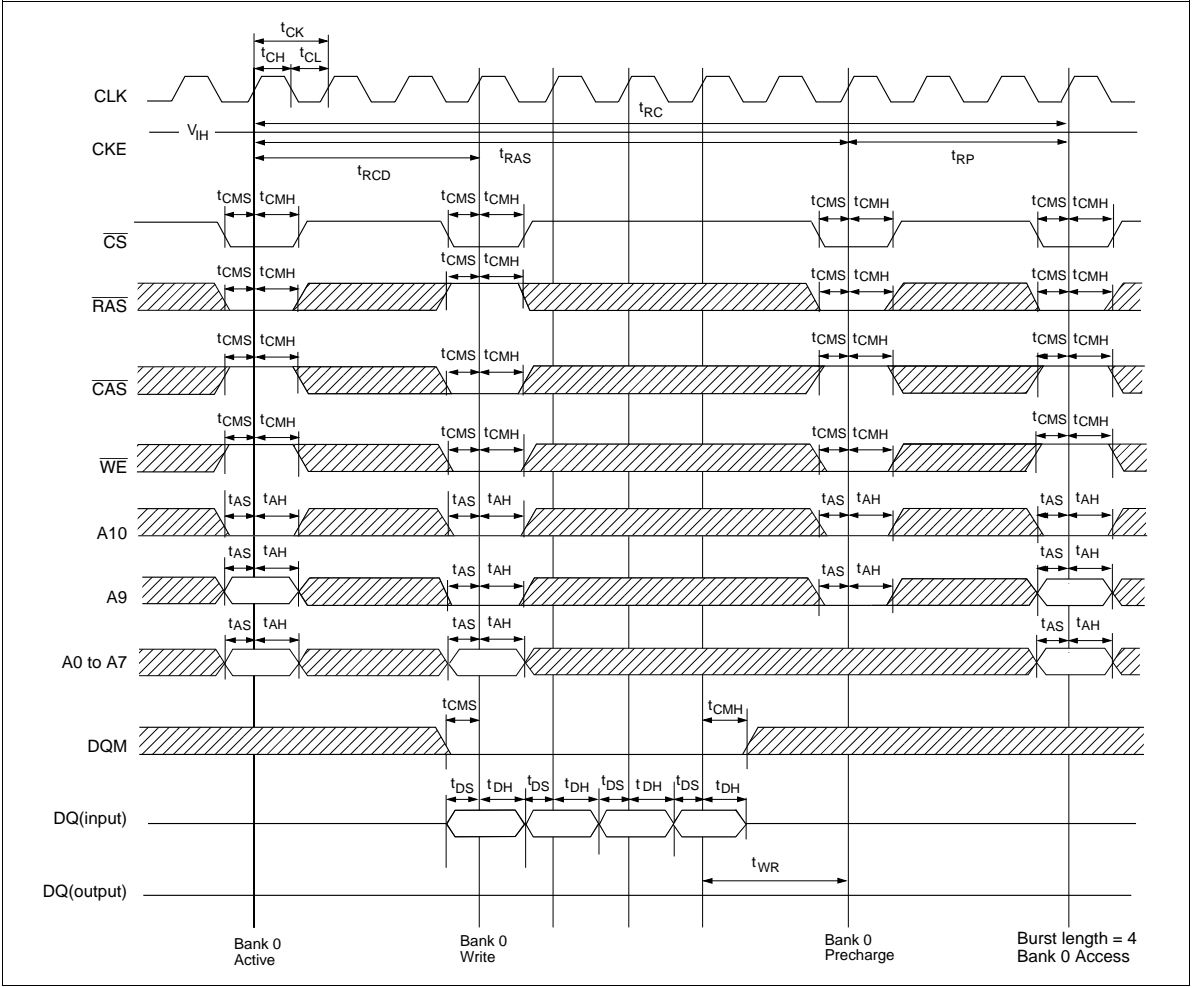 tCK
tCH tCL
CLK
tRC
VIH
CKE
tRAS tRP
tRCD
tCMS tCMH tCMS tCMH tCMS tCMH tCMS tCMH
CS
tCMS tCMH tCMS tCMH tCMS tCMH tCMS tCMH
RAS
tCMS tCMH tCMS tCMH tCMS tCMH tCMS tCMH
CAS
tCMS tCMH tCMS tCMH tCMS tCMH tCMS tCMH
WE
tAS tAH tAS tAH tAS tAH tAS tAH
A10
tAS tAH tAS tAH tAS tAH tAS tAH
A9
tAS tAH tAS tAH tAS tAH
A0 to A7
tCMS tCMH
DQM
tDS tDH tDS tDH tDS tDH tDS tDH
DQ(input)
tWR
DQ(output)
Bank 0 Bank 0 Bank 0 Burst length = 4
Active Write Precharge Bank 0 Access